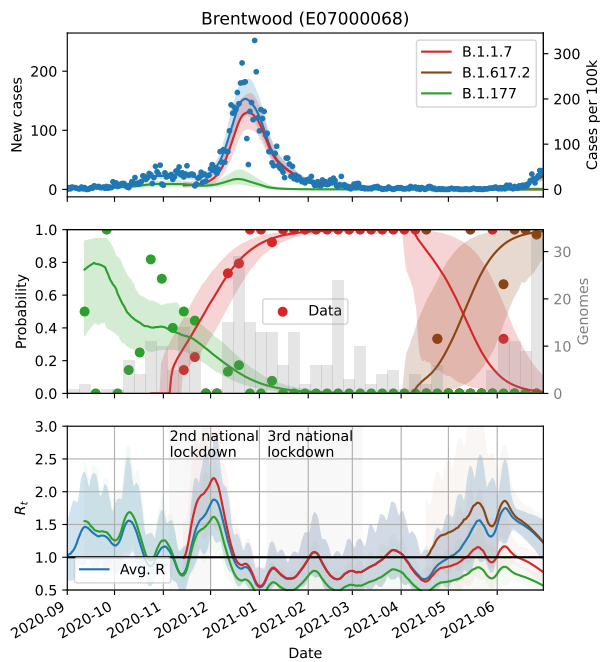 Brentwood (E07000068)
New cases
200
100
0
B.1.1.7
B.1.617.2
B.1.177
300
200
100
0
Cases per 100k
Probability
1.0
0.8
0.6
0.4
0.2
0.0
Data
30
20
10
0
Genomes
R_t
3.0
2.5
2.0
1.5
1.0
0.5
2nd national
lockdown
3rd national
lockdown
Avg. R
2020-09
2020-10
2020-11
2020-12
2021-01
2021-02
2021-03
2021-04
2021-05
2021-06
Date